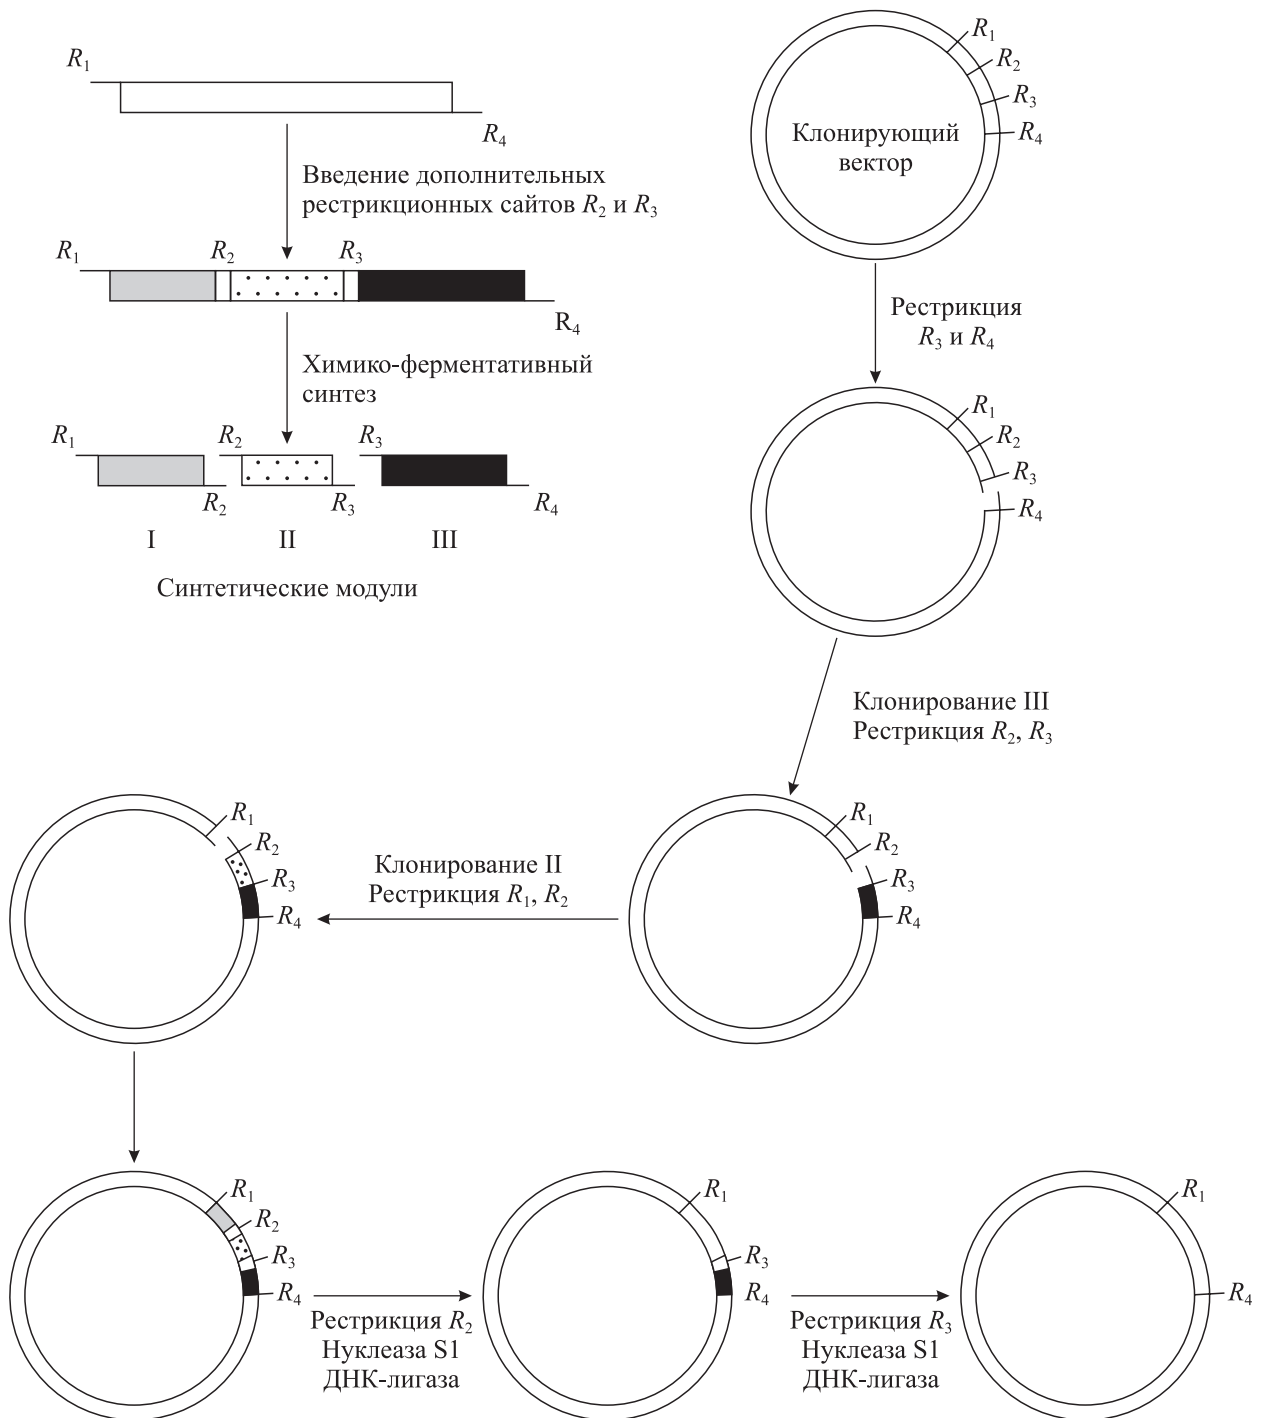 R₁
R₄
Введение дополнительных
рестрикционных сайтов R₂ и R₃
R₁ R₂ R₃
R₄
Химико-ферментативный
синтез
R₁ R₂ R₃
R₂ R₃ R₄
I II III
Синтетические модули
R₁
R₂
R₃
R₄
Клонирующий
вектор
Рестрикция
R₃ и R₄
R₁
R₂
R₃
R₄
Клонирование III
Рестрикция R₂, R₃
R₁
R₂
R₃
R₄
Клонирование II
Рестрикция R₁, R₂
R₁
R₂
R₃
R₄
R₁
R₂
R₃
R₄
Рестрикция R₂
Нуклеаза S1
ДНК-лигаза
R₁
R₃
R₄
Рестрикция R₃
Нуклеаза S1
ДНК-лигаза
R₁
R₄